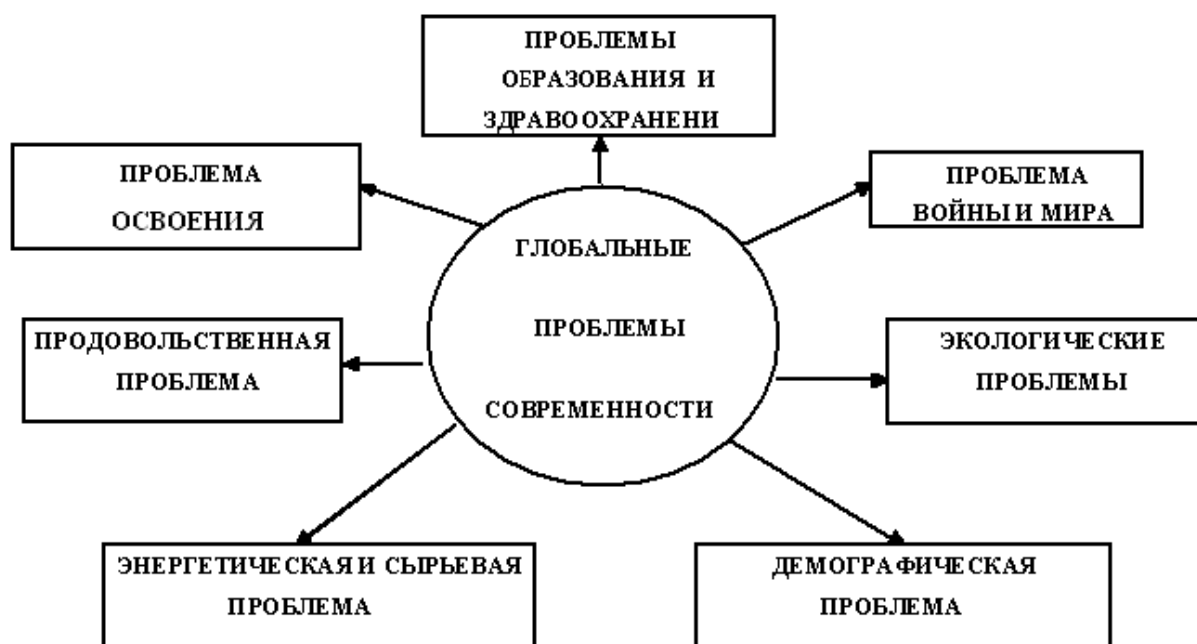 ПРОБЛЕМЫ
ОБРАЗОВАНИЯ И
ЗДРАВООХРАНЕНИ
ПРОБЛЕМА
ОСВОЕНИЯ
ПРОБЛЕМА
ВОЙНЫ И МИРА
ГЛОБАЛЬНЫЕ
ПРОБЛЕМЫ
СОВРЕМЕННОСТИ
ПРОДОВОЛЬСТВЕННАЯ
ПРОБЛЕМА
ЭКОЛОГИЧЕСКИЕ
ПРОБЛЕМЫ
ЭНЕРГЕТИЧЕСКАЯ И СЫРЬЕВАЯ
ПРОБЛЕМА
ДЕМОГРАФИЧЕСКАЯ
ПРОБЛЕМА